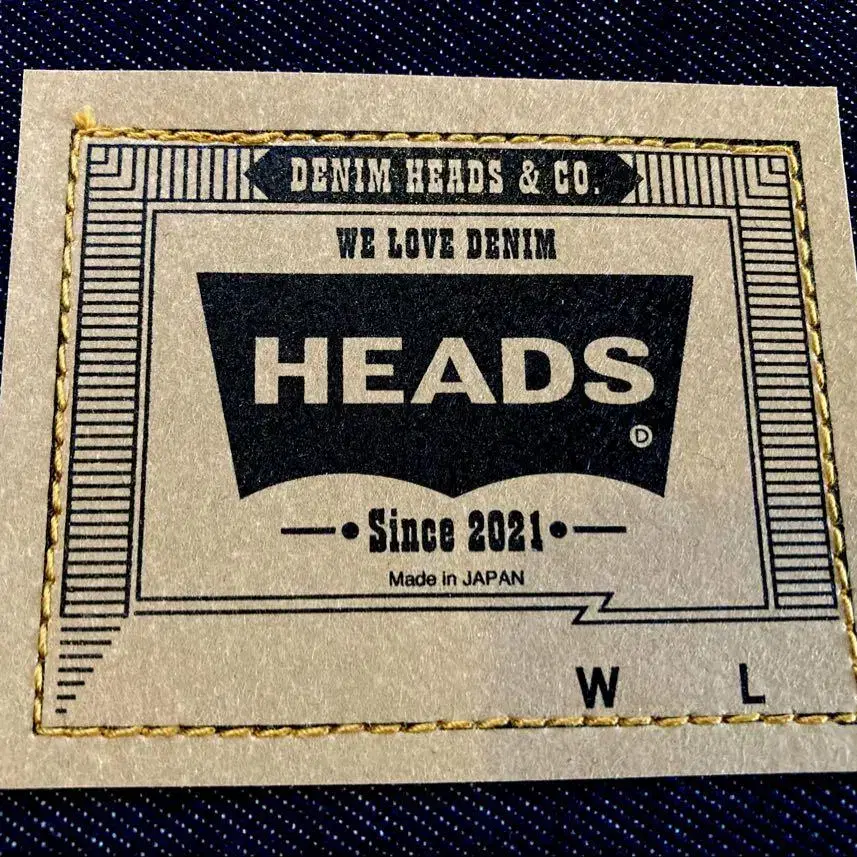 DENIM HEADS & CO.
WE LOVE DENIM
HEADS
D
Since 2021
Made in JAPAN
W L